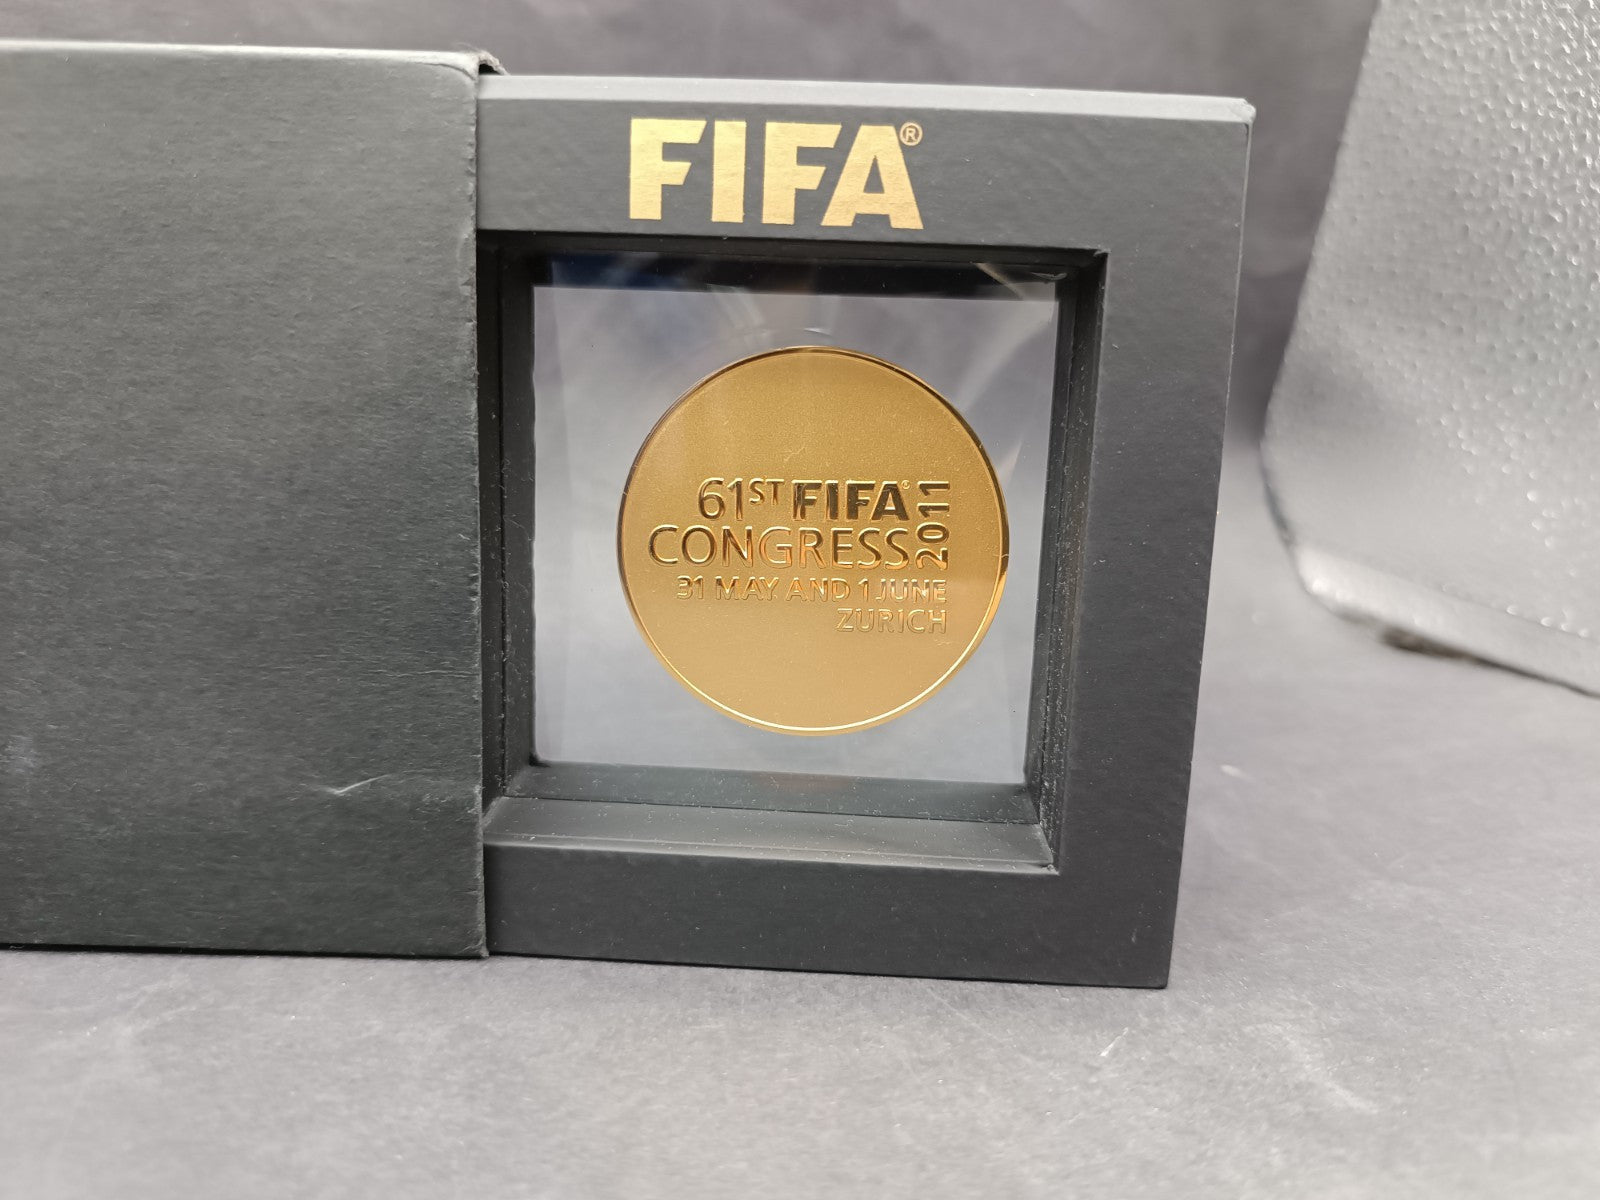 FIFA®
61ST FIFA®
CONGRESS 2011
31 MAY AND 1 JUNE
ZURICH